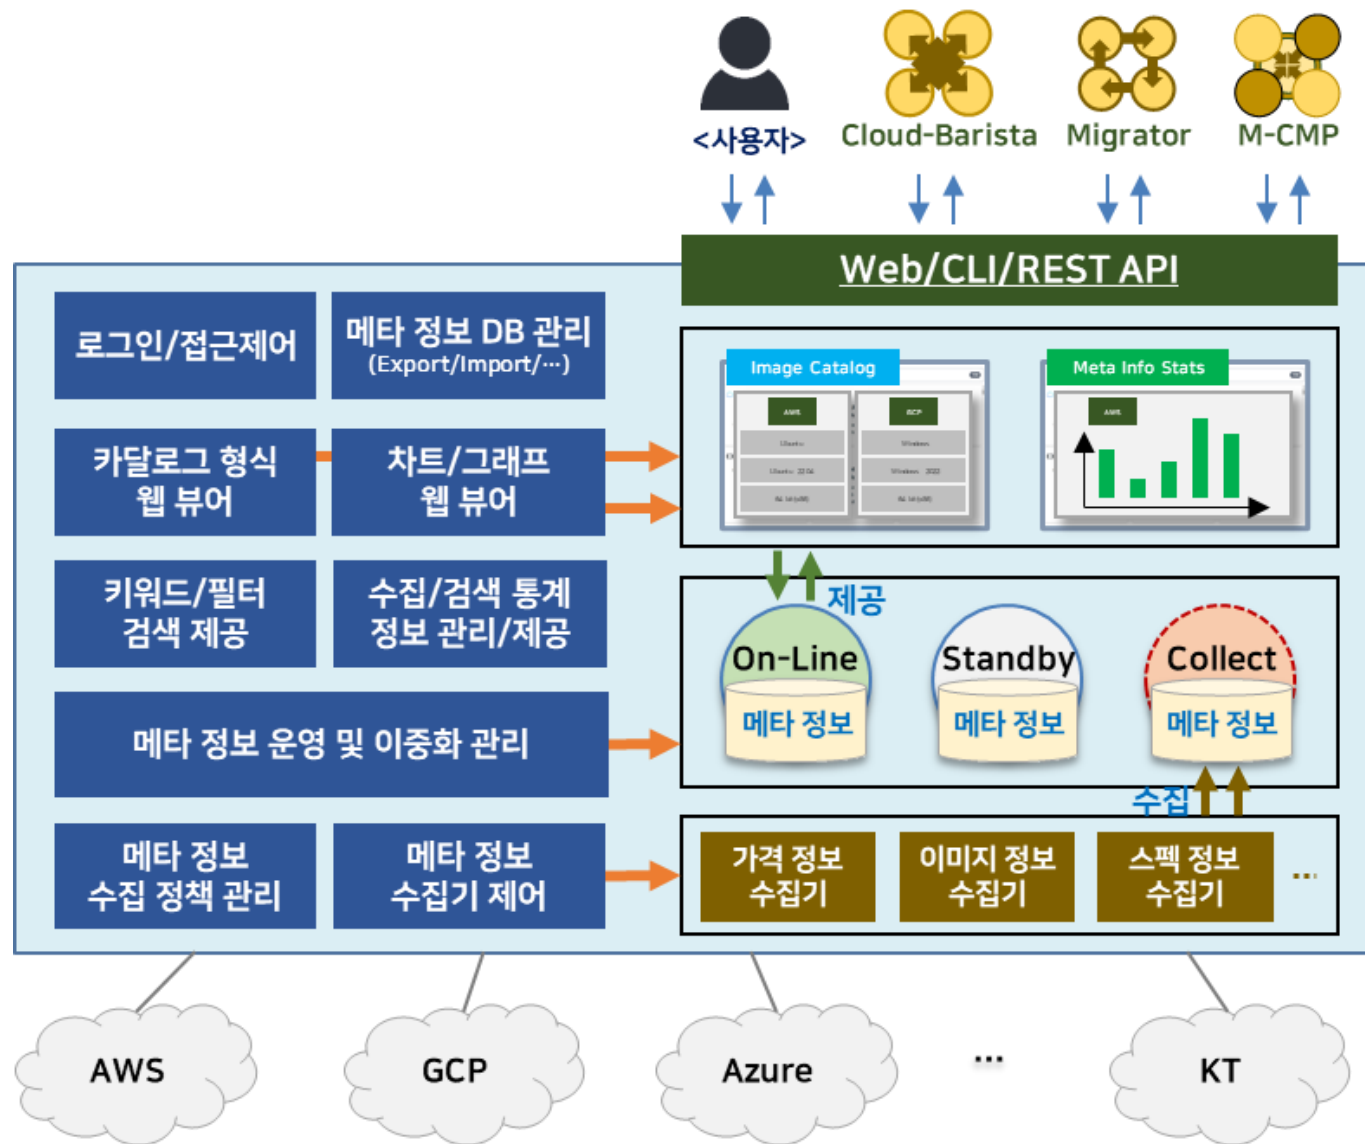 <사용자>
Cloud-Barista
Migrator
M-CMP
Web/CLI/REST API
로그인/접근제어
메타 정보 DB 관리
(Export/Import/…)
카달로그 형식
웹 뷰어
차트/그래프
웹 뷰어
키워드/필터
검색 제공
수집/검색 통계
정보 관리/제공
메타 정보 운영 및 이중화 관리
메타 정보
수집 정책 관리
메타 정보
수집기 제어
Image Catalog
AWS
GCP
Ubuntu
Windows
Ubuntu 22.04
Windows 2022
Meta Info Stats
AWS
제공
On-Line
메타 정보
Standby
메타 정보
Collect
메타 정보
수집
가격 정보
수집기
이미지 정보
수집기
스펙 정보
수집기
…
AWS
GCP
Azure
…
KT